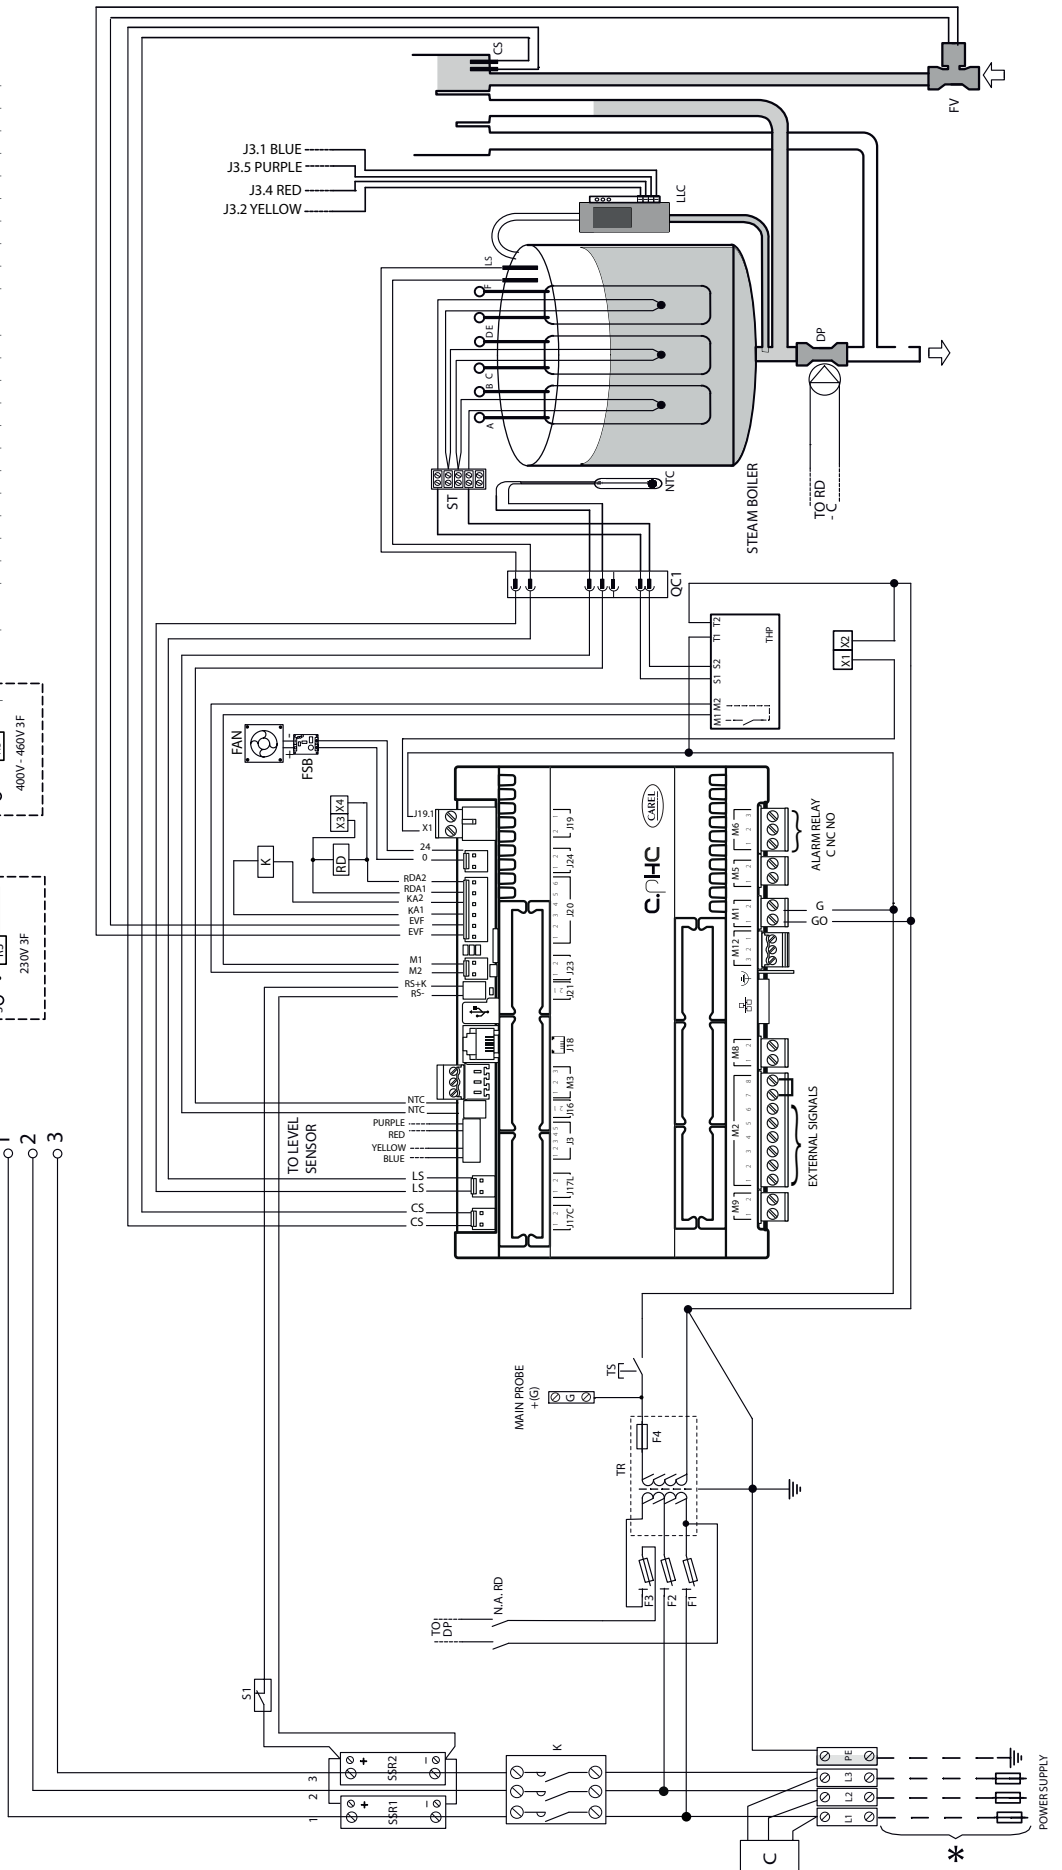 CS
FV
J3.1 BLUE
J3.5 PURPLE
J3.4 RED
J3.2 YELLOW
LLC
LS
F
D E
C
B
A
DP
ST
NTC
STEAM BOILER
TO RD
- C
QC1
T2
T1
THP
S2
S1
M2
M1
X1 X2
400V - 460V 3F
FAN
- +
FSB
X3 X4
K
RD
J19.1
X1
24
0
RDA2
RDA1
KA2
KA1
EVF
EVF
M1
M2
RS+K
RS-
230V 3F
J19
J24
J20
J23
J21
J18
M3
J16
J3
J17L
J17C
CAREL
M6
M5
M1
M12
M8
M2
M9
ALARM RELAY
C NC NO
G
GO
EXTERNAL SIGNALS
1
2
3
TO LEVEL
SENSOR
NTC
NTC
PURPLE
RED
YELLOW
BLUE
LS
LS
CS
CS
TS
MAIN PROBE
+(G)
G
TR
F4
F3
F2
F1
N.A. RD
TO
DP
S1
1 2 3
+ SSR2 -
+ SSR1 -
K
PE
L3
L2
L1
C
*
POWER SUPPLY